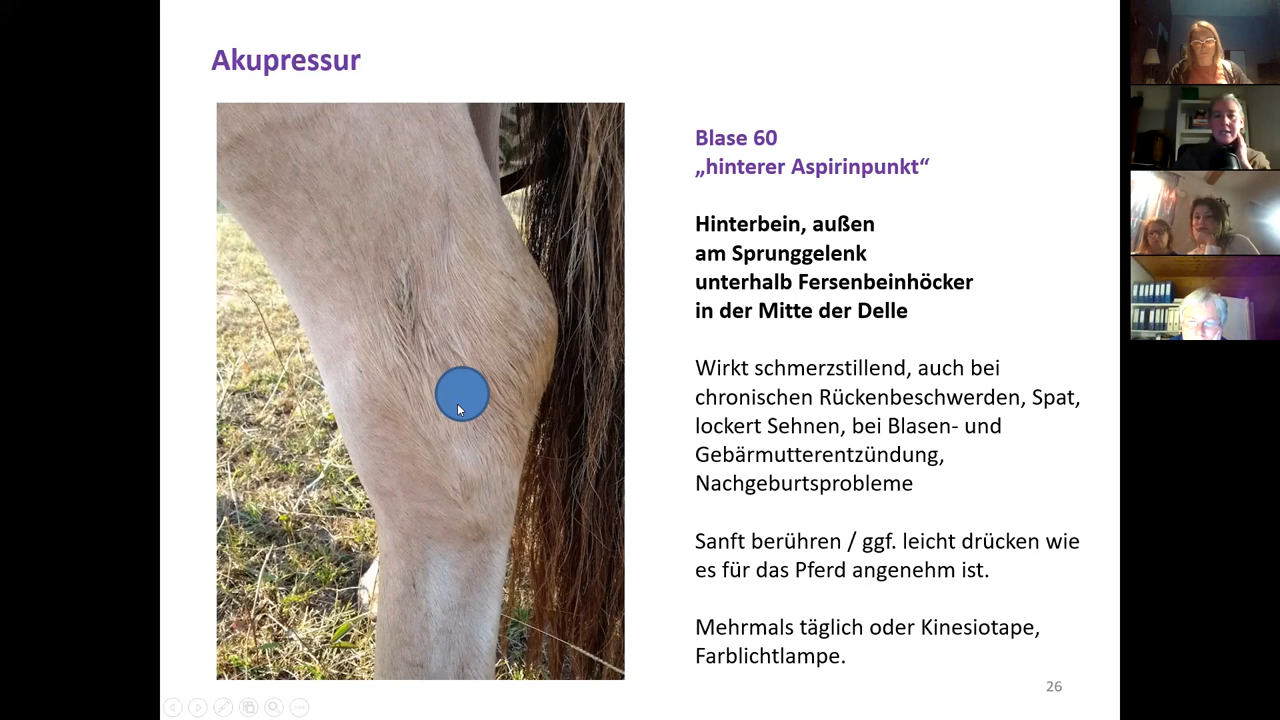 Akupressur
Blase 60
„hinterer Aspirinpunkt“
Hinterbein, außen
am Sprunggelenk
unterhalb Fersenbeinhöcker
in der Mitte der Delle
Wirkt schmerzstillend, auch bei
chronischen Rückenbeschwerden, Spat,
lockert Sehnen, bei Blasen- und
Gebärmutterentzündung,
Nachgeburtsprobleme
Sanft berühren / ggf. leicht drücken wie
es für das Pferd angenehm ist.
Mehrmals täglich oder Kinesiotape,
Farblichtlampe.
26